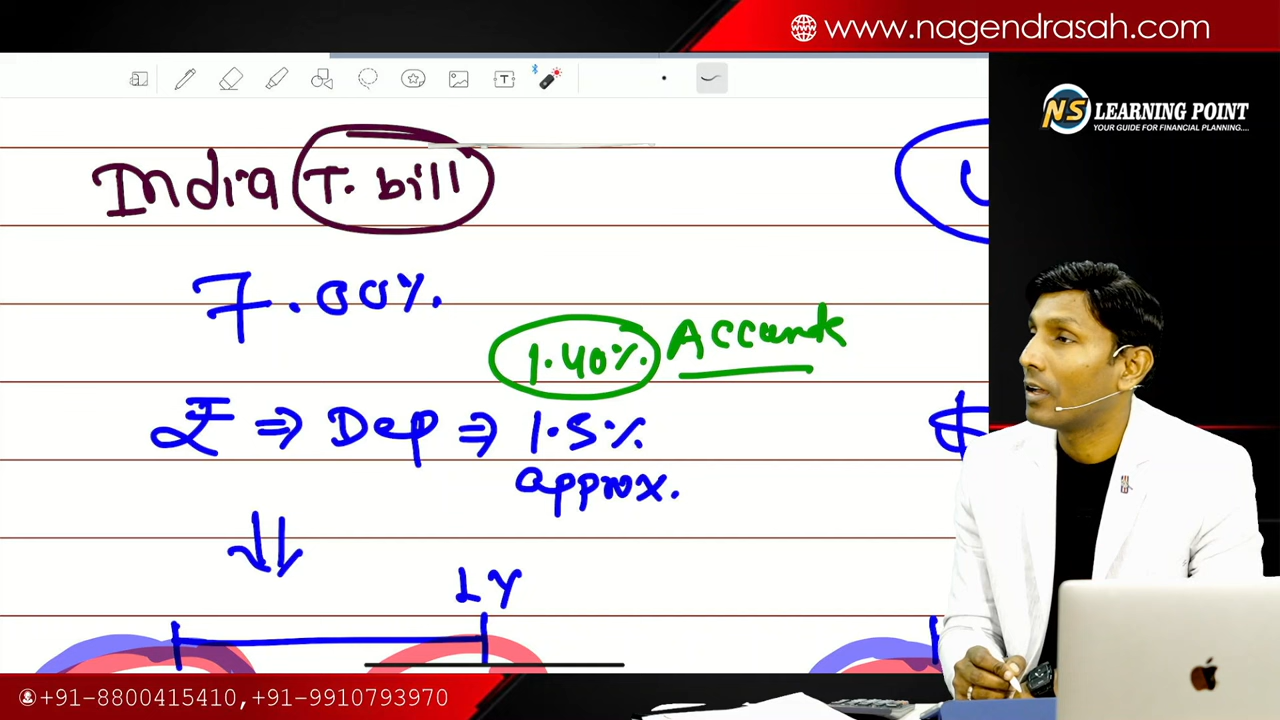 www.nagendrasah.com
NS LEARNING POINT
YOUR GUIDE FOR FINANCIAL PLANNING....
T
India T. bill
7.00%.
1.40%.
₹ ⇒ Dep ⇒ 1.5%
approx.
1Y
+91-8800415410,+91-9910793970